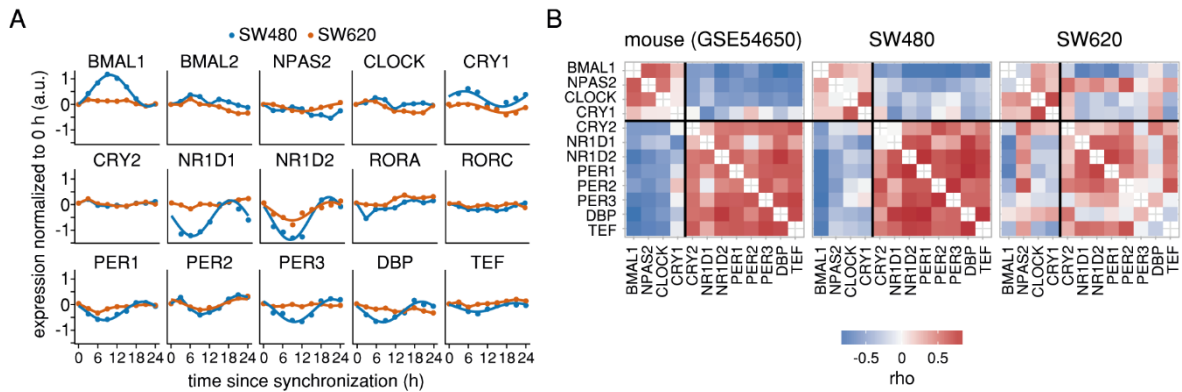 A
SW480 SW620
BMAL1 BMAL2 NPAS2 CLOCK CRY1
1
0
-1
CRY2 NR1D1 NR1D2 RORA RORC
1
0
-1
PER1 PER2 PER3 DBP TEF
1
0
-1
0 6 12 18 24 0 6 12 18 24 0 6 12 18 24 0 6 12 18 24 0 6 12 18 24
expression normalized to 0 h (a.u.)
time since synchronization (h)
B
mouse (GSE54650) SW480 SW620
BMAL1
NPAS2
CLOCK
CRY1
CRY2
NR1D1
NR1D2
PER1
PER2
PER3
DBP
TEF
BMAL1 NPAS2 CLOCK CRY1 CRY2 NR1D1 NR1D2 PER1 PER2 PER3 DBP TEF
BMAL1 NPAS2 CLOCK CRY1 CRY2 NR1D1 NR1D2 PER1 PER2 PER3 DBP TEF
BMAL1 NPAS2 CLOCK CRY1 CRY2 NR1D1 NR1D2 PER1 PER2 PER3 DBP TEF
-0.5 0 0.5
rho